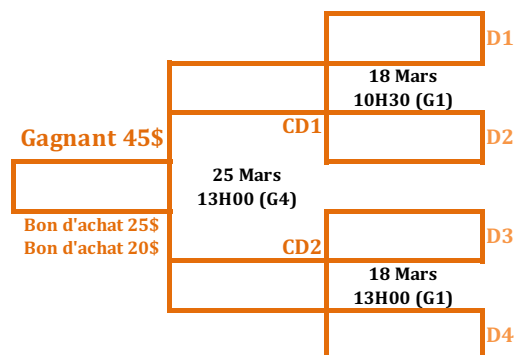 D1
18 Mars
10H30 (G1)
CD1
D2
Gagnant 45$
25 Mars
13H00 (G4)
Bon d'achat 25$
Bon d'achat 20$
D3
CD2
18 Mars
13H00 (G1)
D4